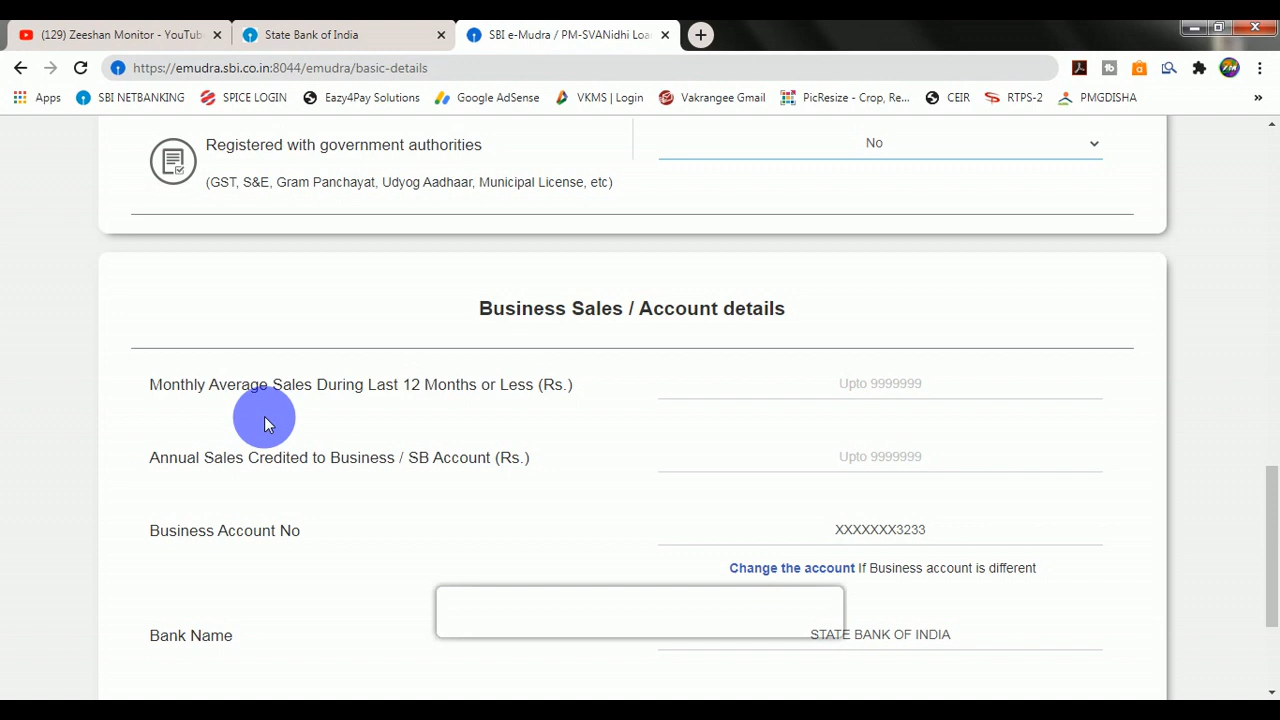 (129) Zeeshan Monitor - YouTub
State Bank of India
SBI e-Mudra / PM-SVANidhi Loa
https://emudra.sbi.co.in:8044/emudra/basic-details
Apps
SBI NETBANKING
SPICE LOGIN
Eazy4Pay Solutions
Google AdSense
VKMS | Login
Vakrangee Gmail
PicResize - Crop, Re...
CEIR
RTPS-2
PMGDISHA
Registered with government authorities
No
(GST, S&E, Gram Panchayat, Udyog Aadhaar, Municipal License, etc)
Business Sales / Account details
Monthly Average Sales During Last 12 Months or Less (Rs.)
Upto 9999999
Annual Sales Credited to Business / SB Account (Rs.)
Upto 9999999
Business Account No
XXXXXXX3233
Change the account If Business account is different
Bank Name
STATE BANK OF INDIA